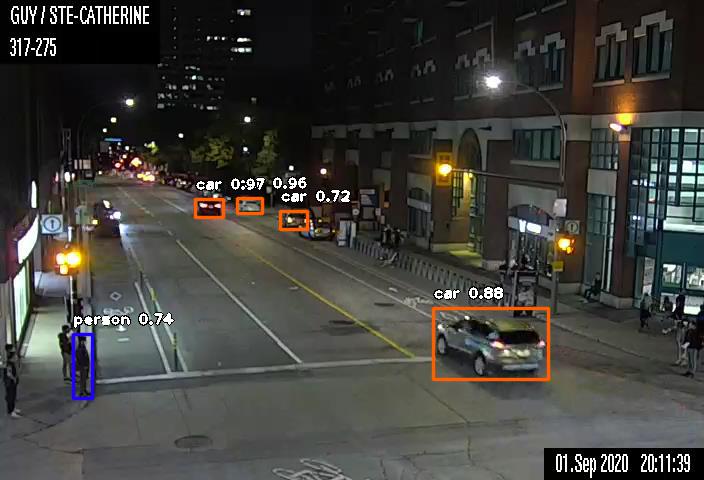 GUY / STE-CATHERINE
317-275
car 0.97 0.96
car 0.72
car 0.88
person 0.74
01.Sep 2020 20:11:39